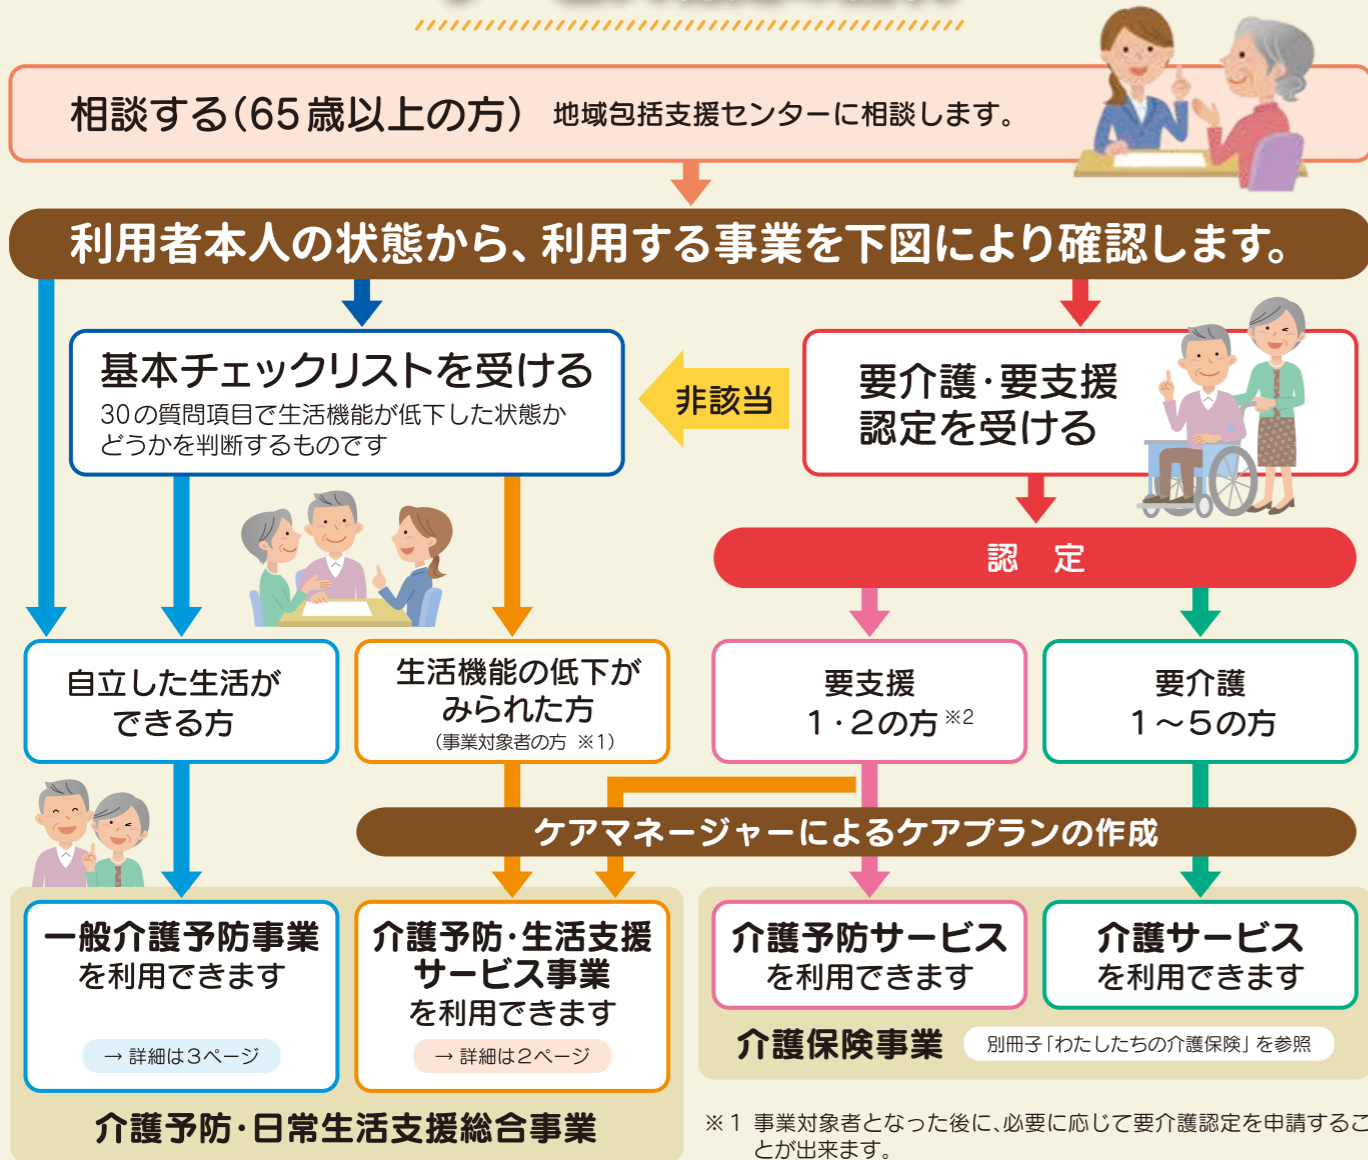 相談する（65歳以上の方） 地域包括支援センターに相談します。
利用者本人の状態から、利用する事業を下図により確認します。
基本チェックリストを受ける
30の質問項目で生活機能が低下した状態か
どうかを判断するものです
非該当
要介護・要支援
認定を受ける
認 定
自立した生活が
できる方
生活機能の低下が
みられた方
（事業対象者の方 ※1）
要支援
1・2の方※2
要介護
1～5の方
ケアマネージャーによるケアプランの作成
一般介護予防事業
を利用できます
→ 詳細は3ページ
介護予防・生活支援
サービス事業
を利用できます
→ 詳細は2ページ
介護予防・日常生活支援総合事業
介護予防サービス
を利用できます
介護サービス
を利用できます
介護保険事業 別冊子「わたしたちの介護保険」を参照
※1 事業対象者となった後に、必要に応じて要介護認定を申請するこ
とが出来ます。